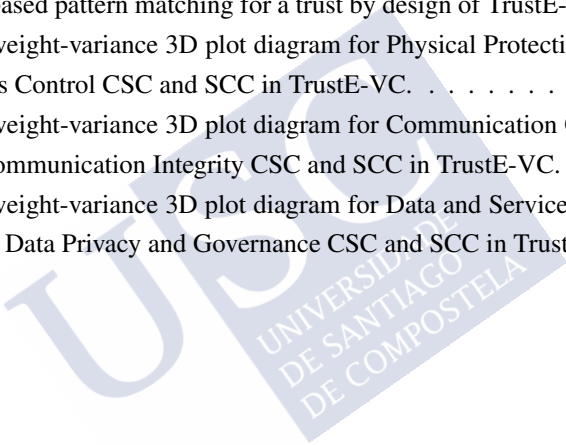 based pattern matching for a trust by design of TrustE-
weight-variance 3D plot diagram for Physical Protecti
s Control CSC and SCC in TrustE-VC. . . . . . . . .
weight-variance 3D plot diagram for Communication
ommunication Integrity CSC and SCC in TrustE-VC.
weight-variance 3D plot diagram for Data and Service
Data Privacy and Governance CSC and SCC in Trust
USC
UNIVERSIDADE
DE SANTIAGO
DE COMPOSTELA